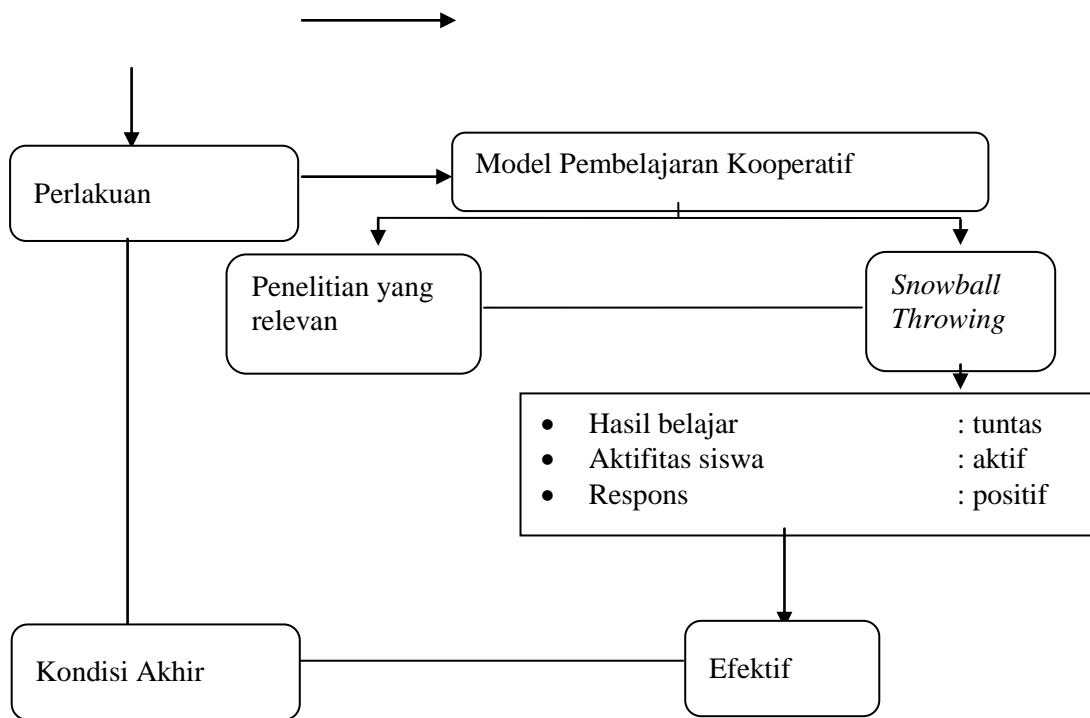 Model Pembelajaran Kooperatif
Perlakuan
Penelitian yang
relevan
Snowball
Throwing
• Hasil belajar : tuntas
• Aktifitas siswa : aktif
• Respons : positif
Kondisi Akhir
Efektif